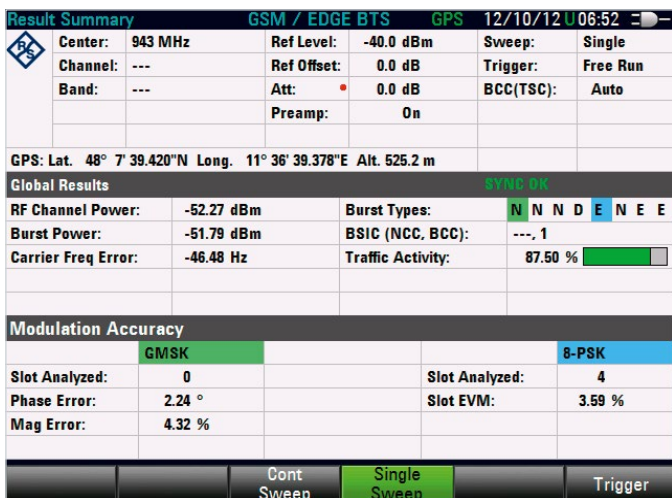 Result Summary GSM / EDGE BTS GPS 12/10/12 U 06:52
R&S Center: 943 MHz Ref Level: -40.0 dBm Sweep: Single
Channel: --- Ref Offset: 0.0 dB Trigger: Free Run
Band: --- Att: 0.0 dB BCC(TSC): Auto
Preamp: On
GPS: Lat. 48° 7' 39.420"N Long. 11° 36' 39.378"E Alt. 525.2 m
Global Results SYNC OK
RF Channel Power: -52.27 dBm Burst Types: N N N D E N E E
Burst Power: -51.79 dBm BSIC (NCC, BCC): ---, 1
Carrier Freq Error: -46.48 Hz Traffic Activity: 87.50 %
Modulation Accuracy
GMSK 8-PSK
Slot Analyzed: 0 Slot Analyzed: 4
Phase Error: 2.24 ° Slot EVM: 3.59 %
Mag Error: 4.32 %
Cont Sweep Single Sweep Trigger